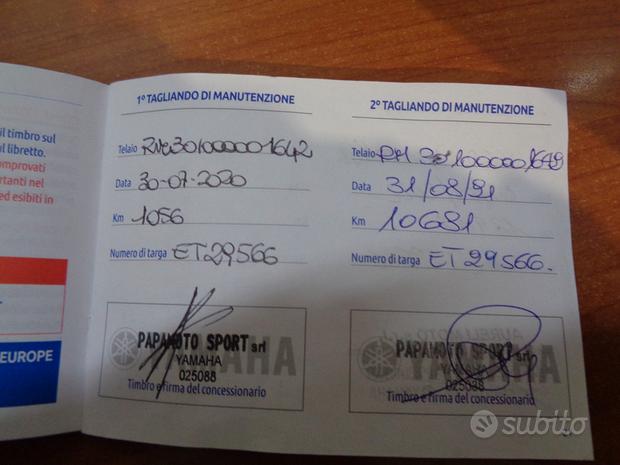 il timbro sul
ul libretto.
omprovati
rtanti nel
ed esibiti in
EUROPE
1° TAGLIANDO DI MANUTENZIONE
Telaio
Data 30-07-2020
Km 1056
Numero di targa ET29566
PAPAMOTO SPORT srl
YAMAHA
025088
Timbro e firma del concessionario
2° TAGLIANDO DI MANUTENZIONE
Telaio
Data 31/08/21
Km 10681
Numero di targa ET29566.
PAPAMOTO SPORT srl
YAMAHA
025088
Timbro e firma del concessionario
subito